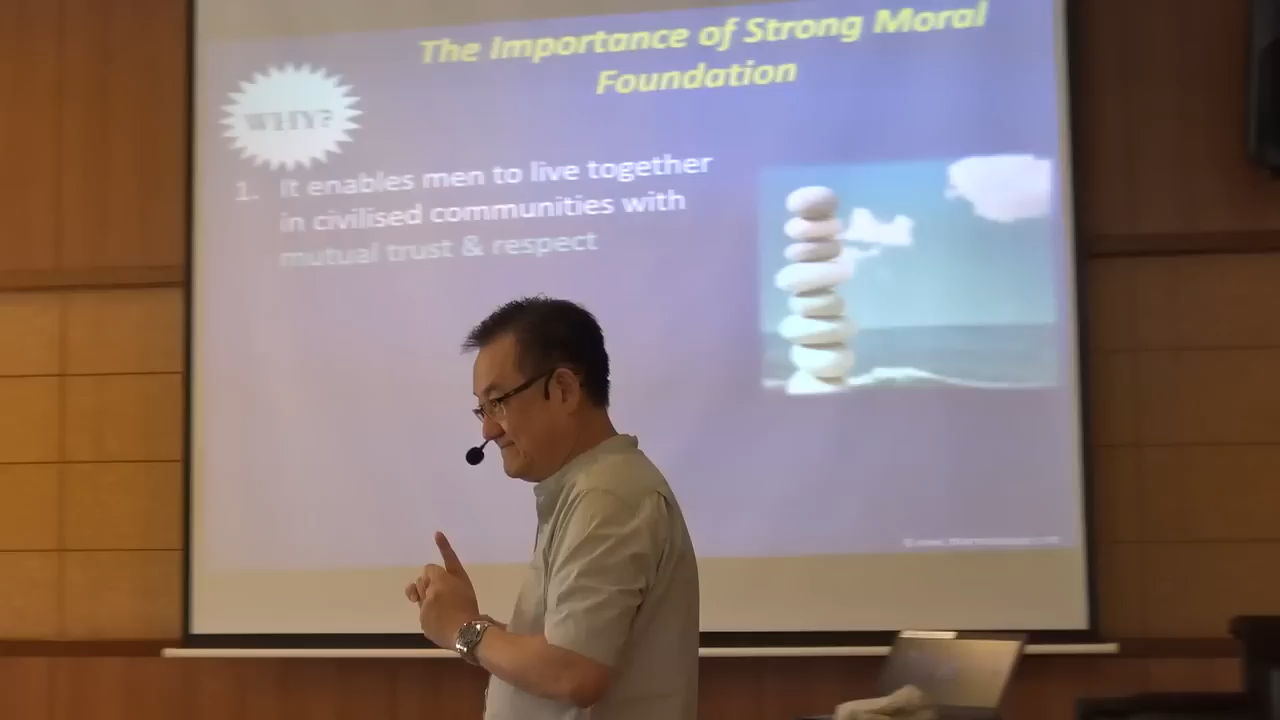 The Importance of Strong Moral
Foundation
WHY?
1. It enables men to live together
in civilised communities with
mutual trust & respect